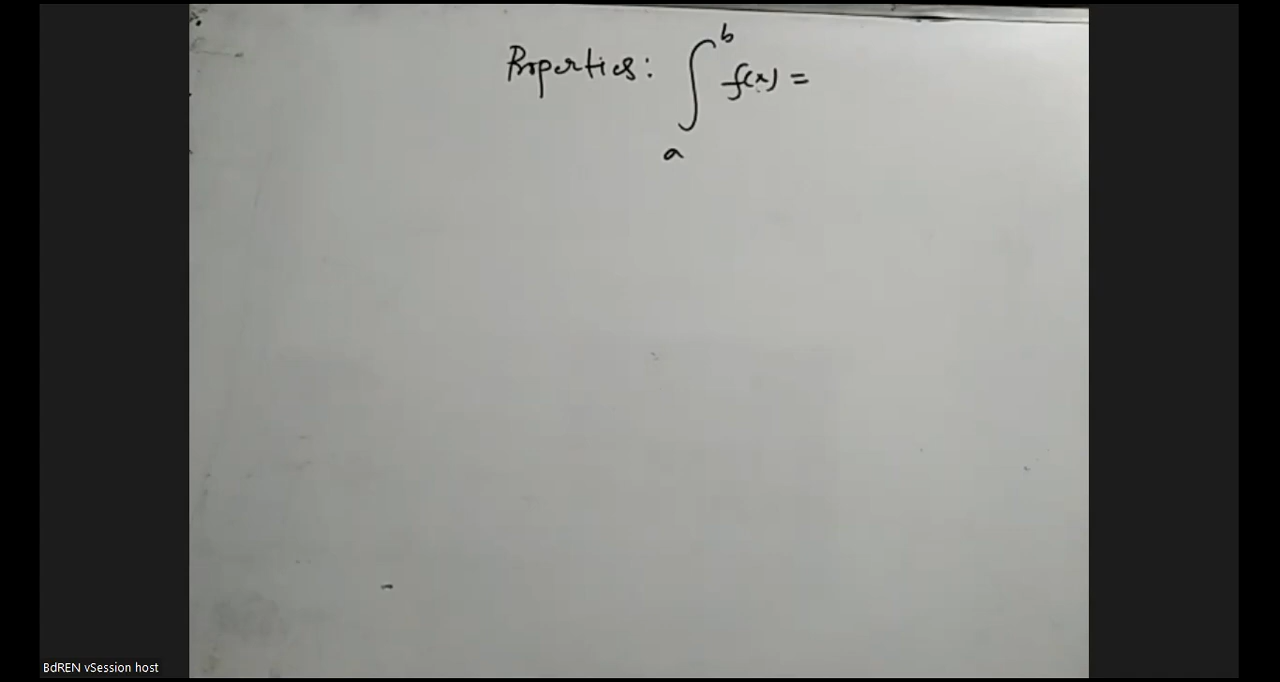 Properties: ∫_a^b f(x) =
BdREN vSession host